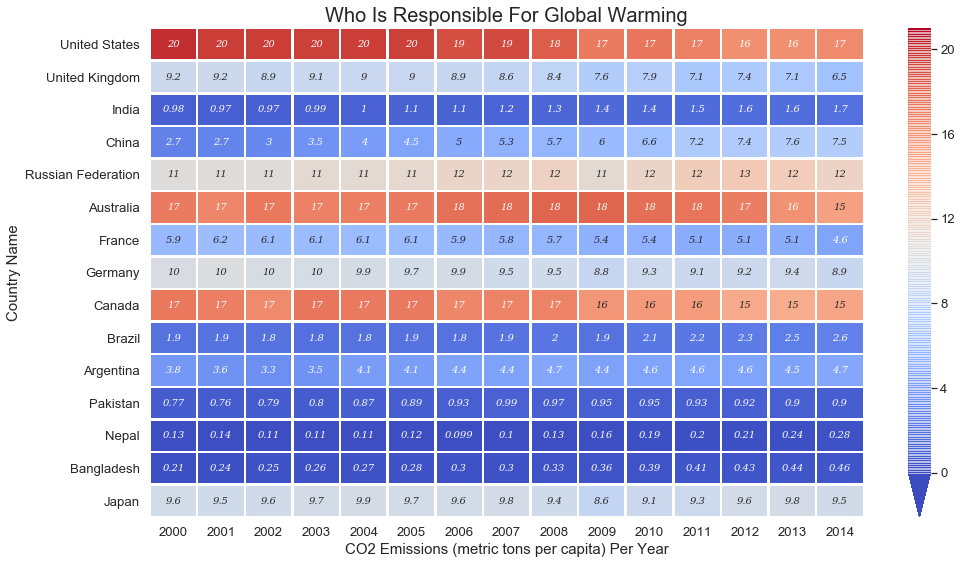 Who Is Responsible For Global Warming
United States 20 20 20 20 20 20 19 19 18 17 17 17 16 16 17
United Kingdom 9.2 9.2 8.9 9.1 9 9 8.9 8.6 8.4 7.6 7.9 7.1 7.4 7.1 6.5
India 0.98 0.97 0.97 0.99 1 1.1 1.1 1.2 1.3 1.4 1.4 1.5 1.6 1.6 1.7
China 2.7 2.7 3 3.5 4 4.5 5 5.3 5.7 6 6.6 7.2 7.4 7.6 7.5
Russian Federation 11 11 11 11 11 11 12 12 12 11 12 12 13 12 12
Australia 17 17 17 17 17 17 18 18 18 18 18 18 17 16 15
France 5.9 6.2 6.1 6.1 6.1 6.1 5.9 5.8 5.7 5.4 5.4 5.1 5.1 5.1 4.6
Germany 10 10 10 10 9.9 9.7 9.9 9.5 9.5 8.8 9.3 9.1 9.2 9.4 8.9
Canada 17 17 17 17 17 17 17 17 17 16 16 16 15 15 15
Brazil 1.9 1.9 1.8 1.8 1.8 1.9 1.8 1.9 2 1.9 2.1 2.2 2.3 2.5 2.6
Argentina 3.8 3.6 3.3 3.5 4.1 4.1 4.4 4.4 4.7 4.4 4.6 4.6 4.6 4.5 4.7
Pakistan 0.77 0.76 0.79 0.8 0.87 0.89 0.93 0.99 0.97 0.95 0.95 0.93 0.92 0.9 0.9
Nepal 0.13 0.14 0.11 0.11 0.11 0.12 0.099 0.1 0.13 0.16 0.19 0.2 0.21 0.24 0.28
Bangladesh 0.21 0.24 0.25 0.26 0.27 0.28 0.3 0.3 0.33 0.36 0.39 0.41 0.43 0.44 0.46
Japan 9.6 9.5 9.6 9.7 9.9 9.7 9.6 9.8 9.4 8.6 9.1 9.3 9.6 9.8 9.5
2000 2001 2002 2003 2004 2005 2006 2007 2008 2009 2010 2011 2012 2013 2014
CO2 Emissions (metric tons per capita) Per Year
Country Name
20
16
12
8
4
0